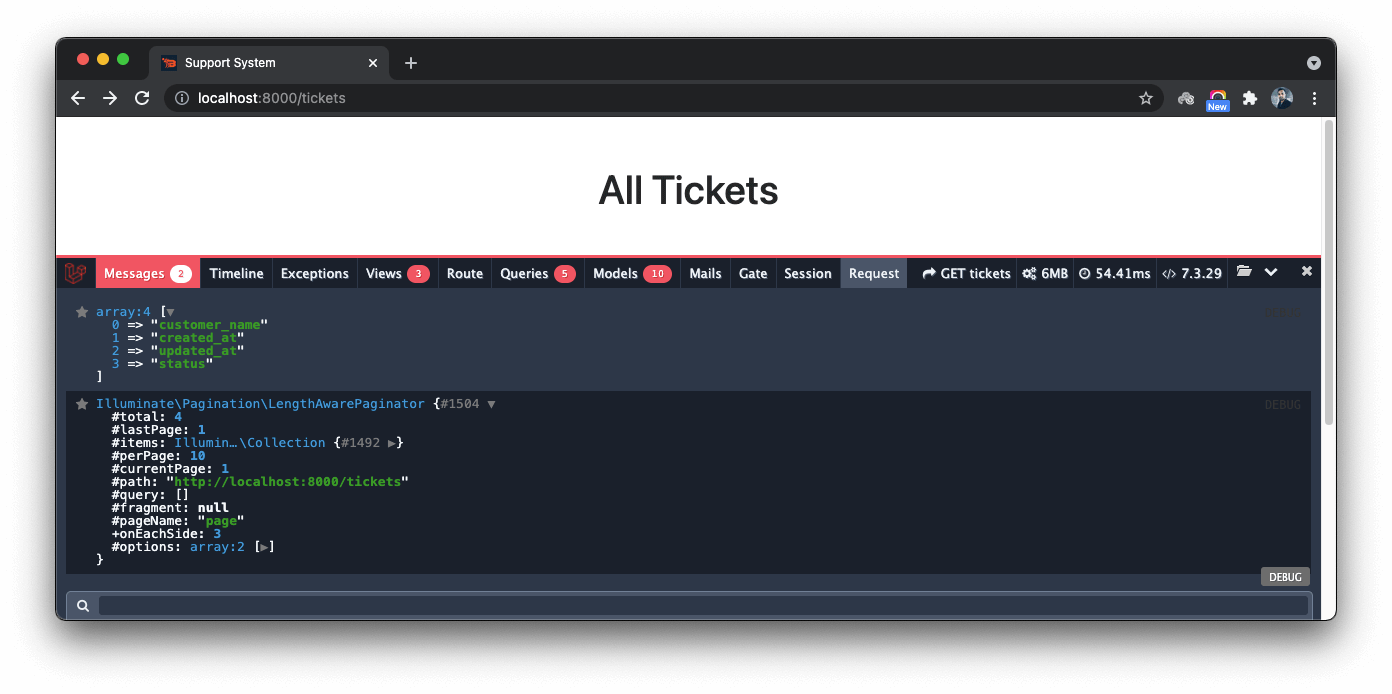 Support System
localhost:8000/tickets
New
All Tickets
Messages 2 Timeline Exceptions Views 3 Route Queries 5 Models 10 Mails Gate Session Request GET tickets 6MB 54.41ms </> 7.3.29
array:4 [▼
0 => "customer_name"
1 => "created_at"
2 => "updated_at"
3 => "status"
]
Illuminate\Pagination\LengthAwarePaginator {#1504 ▼
DEBUG
#total: 4
#lastPage: 1
#items: Illumin…\Collection {#1492 ▶}
#perPage: 10
#currentPage: 1
#path: "http://localhost:8000/tickets"
#query: []
#fragment: null
#pageName: "page"
+onEachSide: 3
#options: array:2 [▶]
}
DEBUG